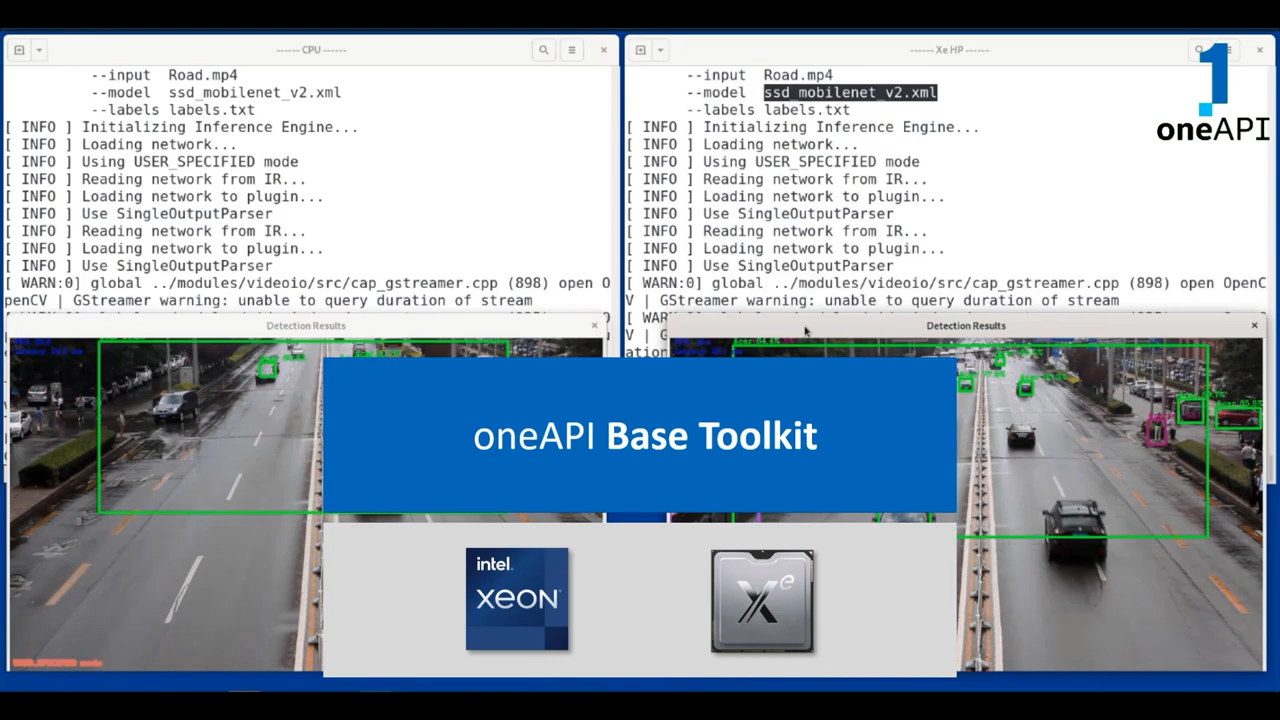 ------ CPU ------
--input Road.mp4
--model ssd_mobilenet_v2.xml
--labels labels.txt
[ INFO ] Initializing Inference Engine...
[ INFO ] Loading network...
[ INFO ] Using USER_SPECIFIED mode
[ INFO ] Reading network from IR...
[ INFO ] Loading network to plugin...
[ INFO ] Use SingleOutputParser
[ INFO ] Reading network from IR...
[ INFO ] Loading network to plugin...
[ INFO ] Use SingleOutputParser
[ WARN:0] global ../modules/videoio/src/cap_gstreamer.cpp (898) open O
penCV | GStreamer warning: unable to query duration of stream
Detection Results
------ Xe HP ------
--input Road.mp4
--model ssd_mobilenet_v2.xml
--labels labels.txt
[ INFO ] Initializing Inference Engine...
[ INFO ] Loading network...
[ INFO ] Using USER_SPECIFIED mode
[ INFO ] Reading network from IR...
[ INFO ] Loading network to plugin...
[ INFO ] Use SingleOutputParser
[ INFO ] Reading network from IR...
[ INFO ] Loading network to plugin...
[ INFO ] Use SingleOutputParser
[ WARN:0] global ../modules/videoio/src/cap_gstreamer.cpp (898) open OpenC
V | GStreamer warning: unable to query duration of stream
Detection Results
1
oneAPI
oneAPI Base Toolkit
intel.
XEON
Xe